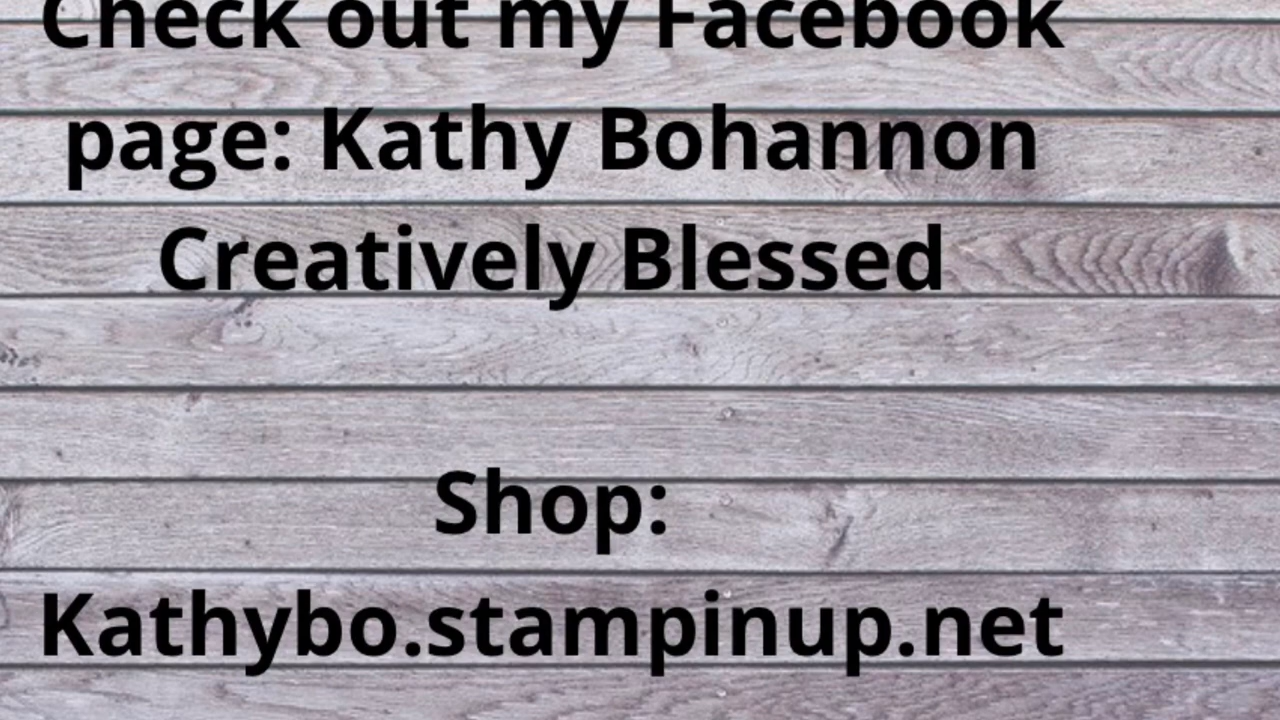 Check out my Facebook
page: Kathy Bohannon
Creatively Blessed
Shop:
Kathybo.stampinup.net